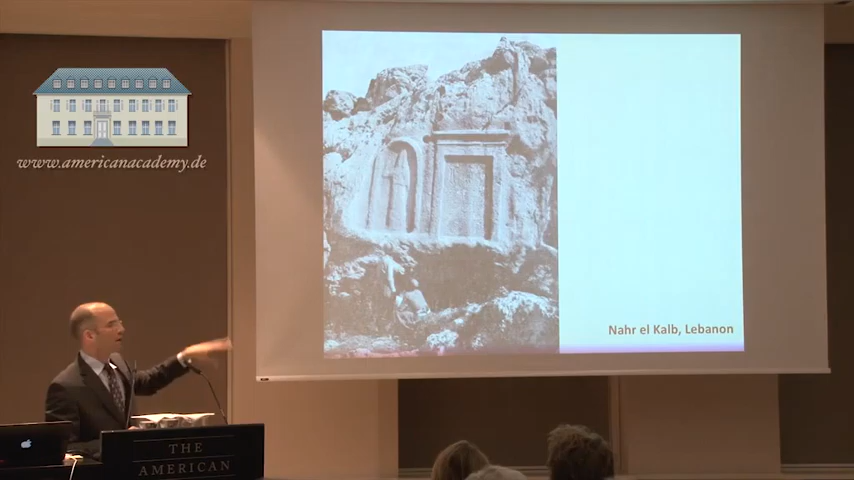 www.americanacademy.de
Nahr el Kalb, Lebanon
THE
AMERICAN